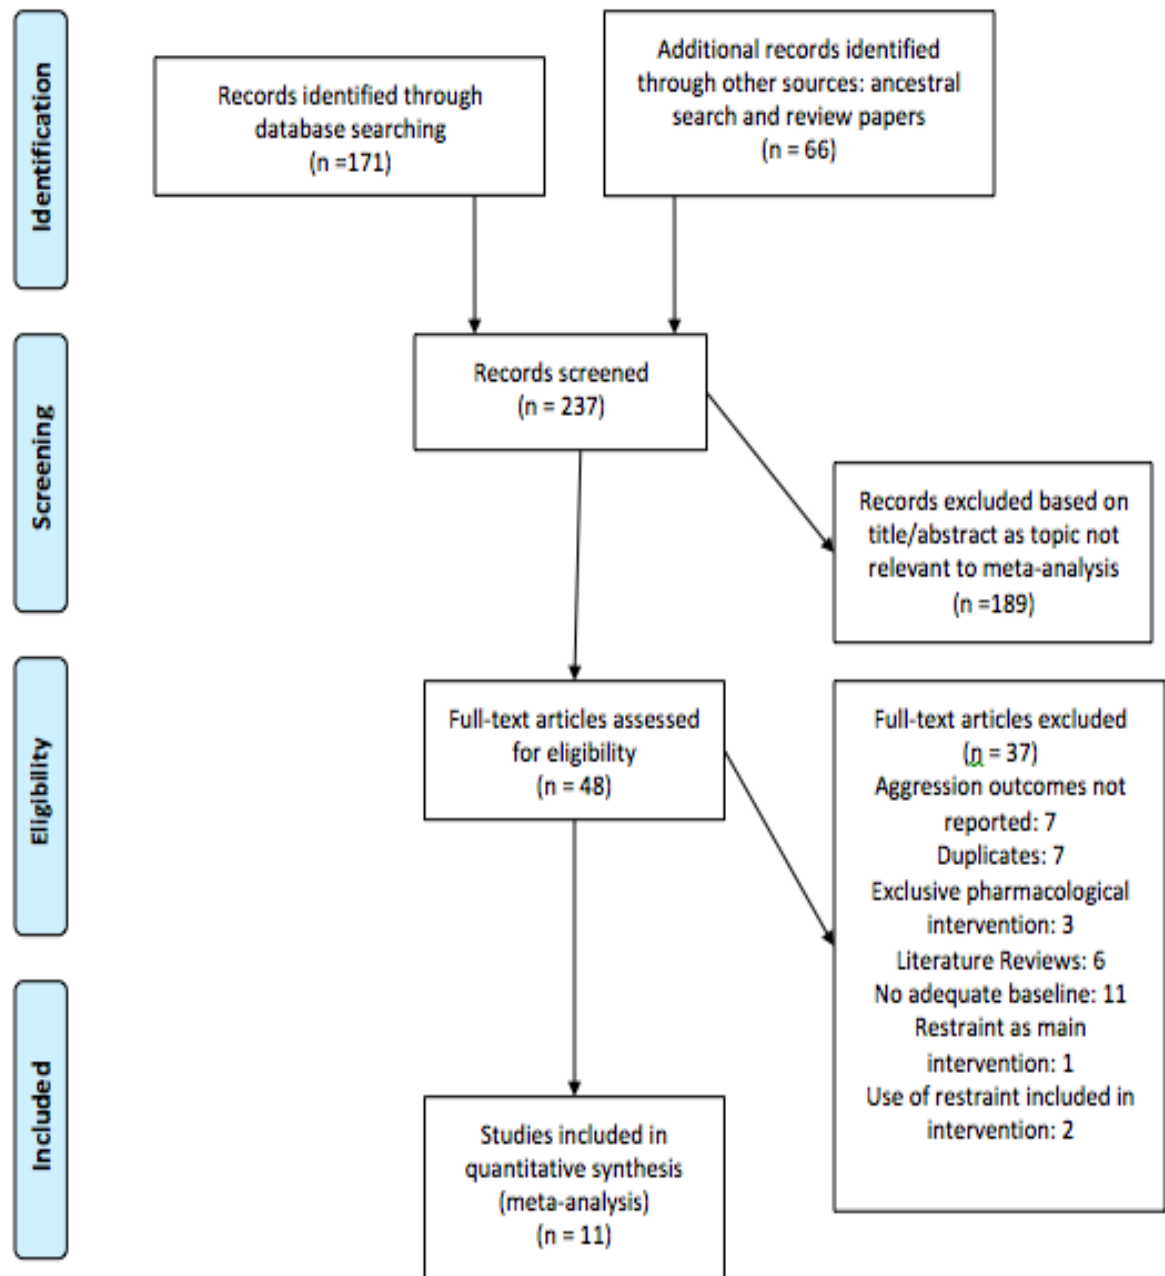 Identification
Records identified through
database searching
(n =171)
Additional records identified
through other sources: ancestral
search and review papers
(n = 66)
Screening
Records screened
(n = 237)
Records excluded based on
title/abstract as topic not
relevant to meta-analysis
(n =189)
Eligibility
Full-text articles assessed
for eligibility
(n = 48)
Full-text articles excluded
(n = 37)
Aggression outcomes not
reported: 7
Duplicates: 7
Exclusive pharmacological
intervention: 3
Literature Reviews: 6
No adequate baseline: 11
Restraint as main
intervention: 1
Use of restraint included in
intervention: 2
Included
Studies included in
quantitative synthesis
(meta-analysis)
(n = 11)